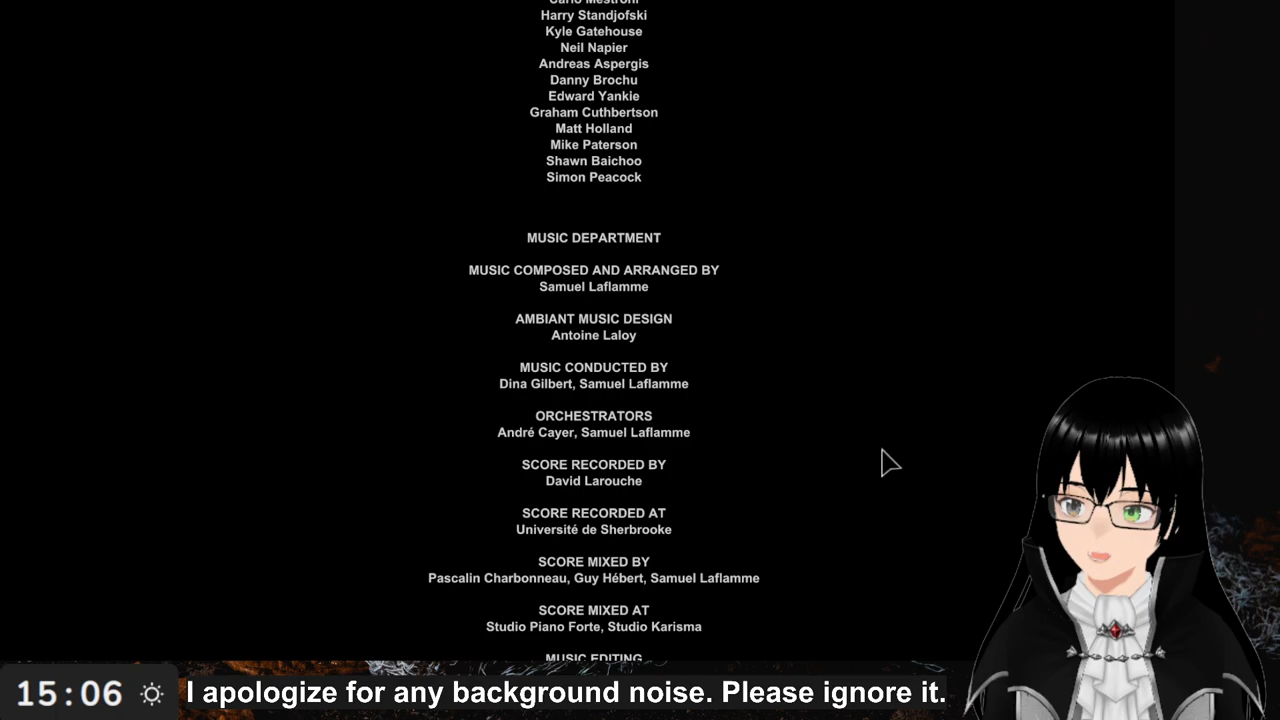 Carlo Mestroni
Harry Standjofski
Kyle Gatehouse
Neil Napier
Andreas Aspergis
Danny Brochu
Edward Yankie
Graham Cuthbertson
Matt Holland
Mike Paterson
Shawn Baichoo
Simon Peacock
MUSIC DEPARTMENT
MUSIC COMPOSED AND ARRANGED BY
Samuel Laflamme
AMBIANT MUSIC DESIGN
Antoine Laloy
MUSIC CONDUCTED BY
Dina Gilbert, Samuel Laflamme
ORCHESTRATORS
André Cayer, Samuel Laflamme
SCORE RECORDED BY
David Larouche
SCORE RECORDED AT
Université de Sherbrooke
SCORE MIXED BY
Pascalin Charbonneau, Guy Hébert, Samuel Laflamme
SCORE MIXED AT
Studio Piano Forte, Studio Karisma
MUSIC EDITING
15:06
I apologize for any background noise. Please ignore it.